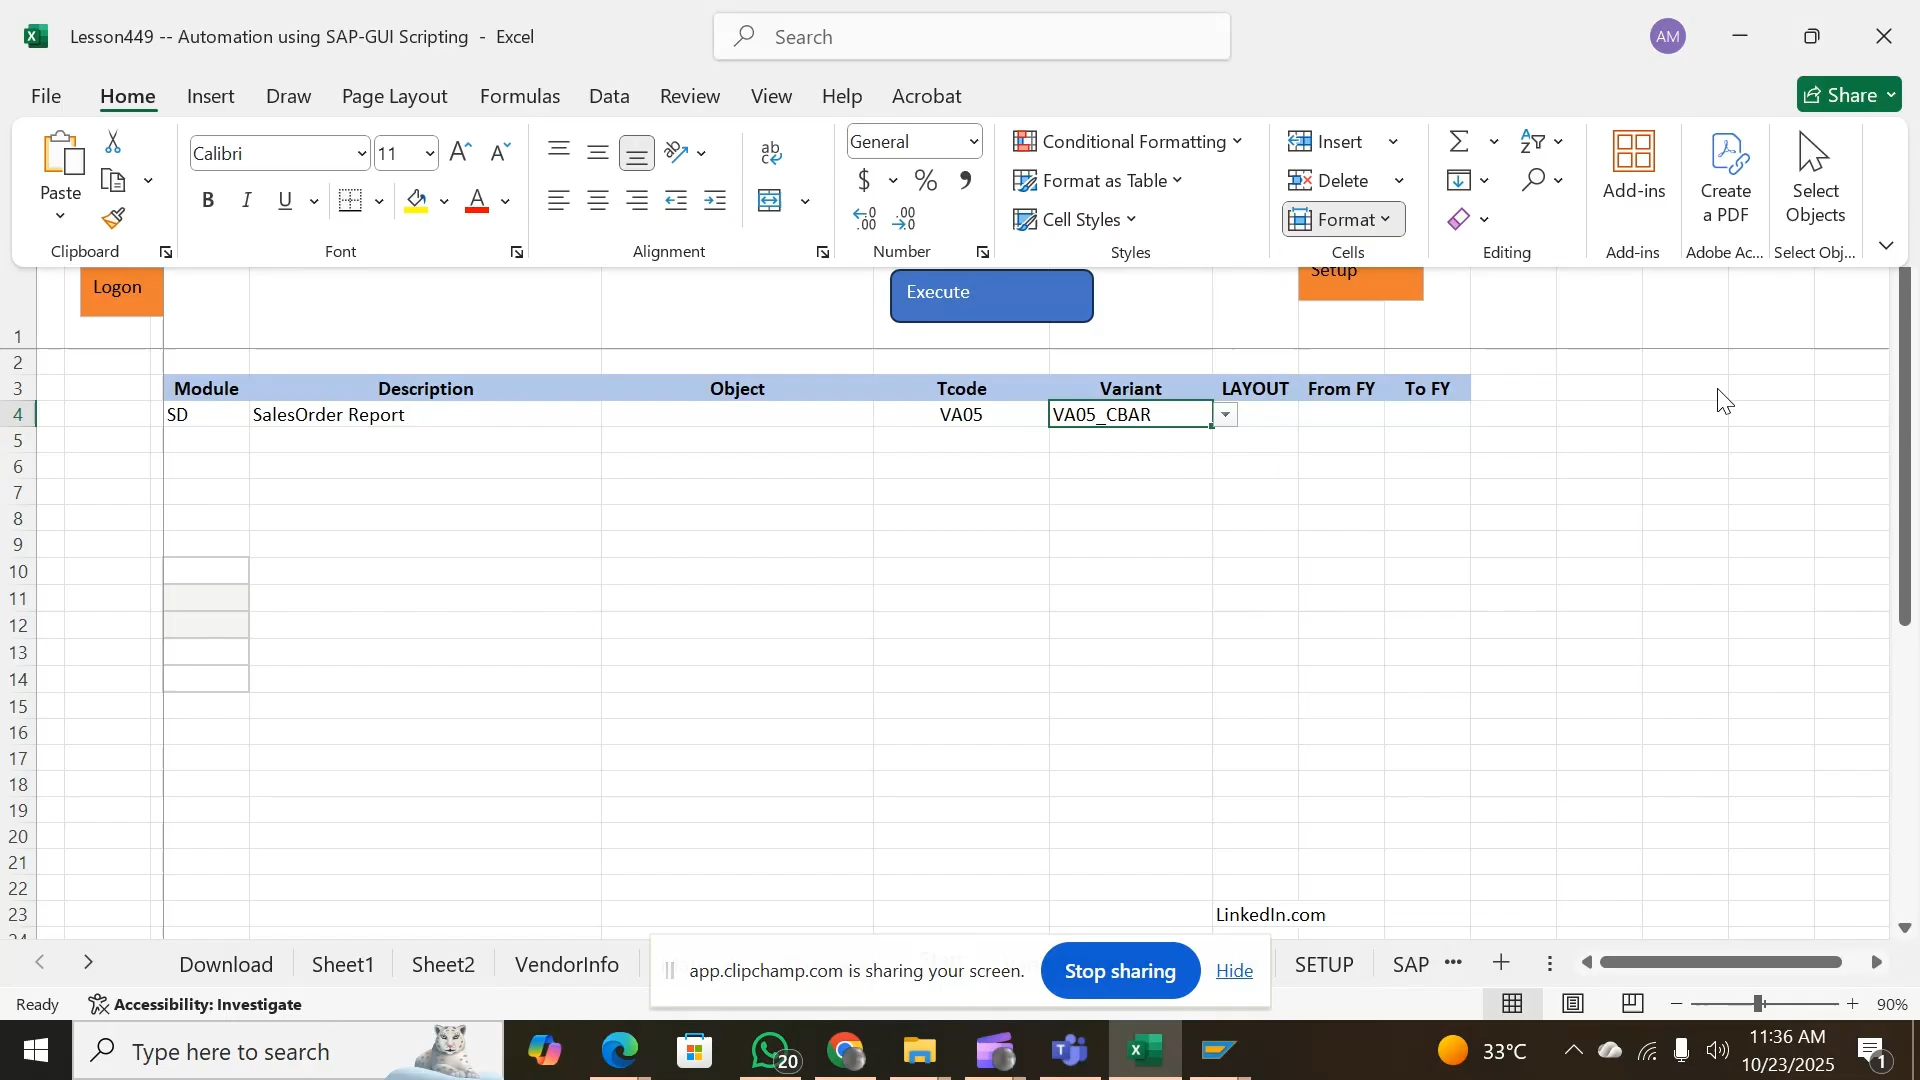 Lesson449 -- Automation using SAP-GUI Scripting - Excel
Search
AM
File Home Insert Draw Page Layout Formulas Data Review View Help Acrobat
Share
Paste
Clipboard
Calibri 11
B I U
Font
ab
Alignment
General
$ % 9
.00 .00
Number
Conditional Formatting
Format as Table
Cell Styles
Styles
Insert
Delete
Format
Cells
Editing
Add-ins
Add-ins
Create
a PDF
Adobe Ac...
Select
Objects
Select Obj...
Logon
Execute
Setup
1
2
3 Module Description Object Tcode Variant LAYOUT From FY To FY
4 SD SalesOrder Report VA05 VA05_CBAR
5
6
7
8
9
10
11
12
13
14
15
16
17
18
19
20
21
22
23 LinkedIn.com
Download Sheet1 Sheet2 VendorInfo SETUP SAP
app.clipchamp.com is sharing your screen. Stop sharing Hide
Ready Accessibility: Investigate 90%
Type here to search
20
33°C
11:36 AM
10/23/2025
1